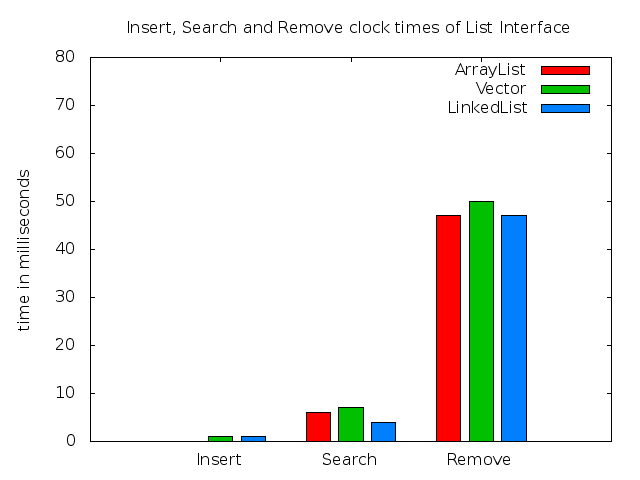 Insert, Search and Remove clock times of List Interface
80
70
60
50
40
30
20
10
0
time in milliseconds
ArrayList
Vector
LinkedList
Insert Search Remove